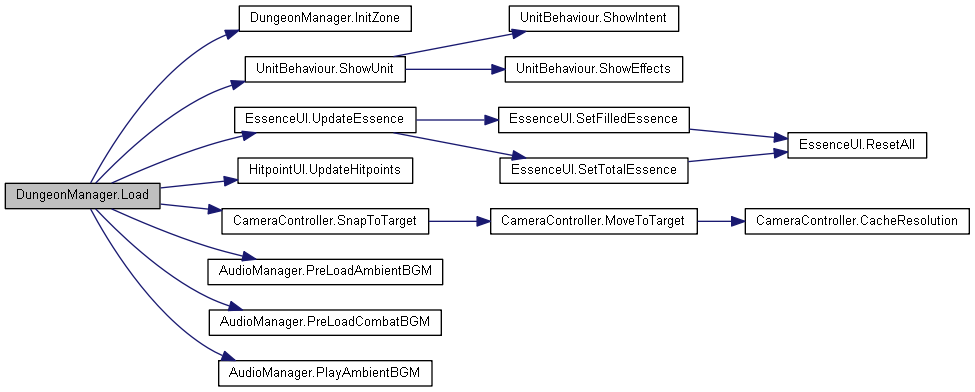 DungeonManager.Load
DungeonManager.InitZone
UnitBehaviour.ShowUnit
UnitBehaviour.ShowIntent
UnitBehaviour.ShowEffects
EssenceUI.UpdateEssence
EssenceUI.SetFilledEssence
EssenceUI.SetTotalEssence
EssenceUI.ResetAll
HitpointUI.UpdateHitpoints
CameraController.SnapToTarget
CameraController.MoveToTarget
CameraController.CacheResolution
AudioManager.PreLoadAmbientBGM
AudioManager.PreLoadCombatBGM
AudioManager.PlayAmbientBGM